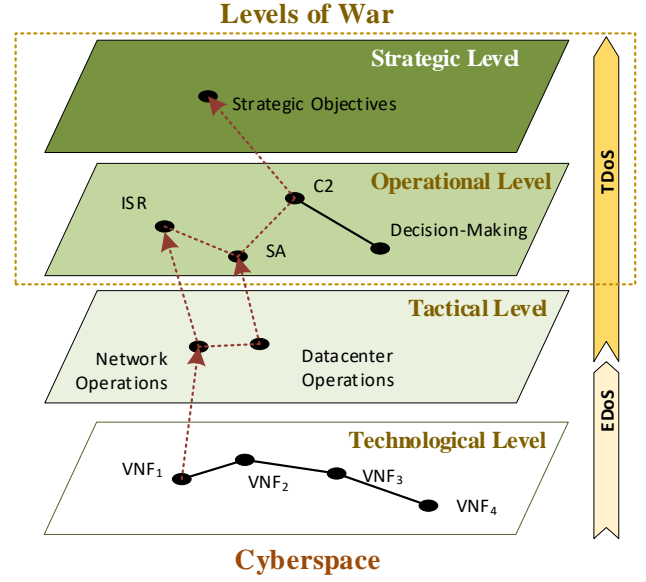 Levels of War
Strategic Level
Strategic Objectives
Operational Level
C2
ISR
Decision-Making
SA
TDoS
Tactical Level
Network
Operations
Datacenter
Operations
EDoS
Technological Level
VNF1
VNF2
VNF3
VNF4
Cyberspace